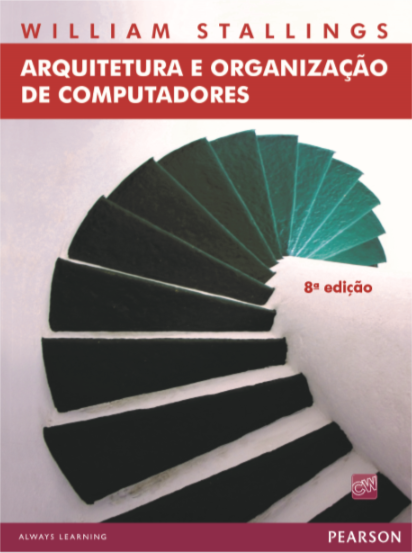 WILLIAM STALLINGS
ARQUITETURA E ORGANIZAÇÃO
DE COMPUTADORES
8ª edição
CW
ALWAYS LEARNING
PEARSON